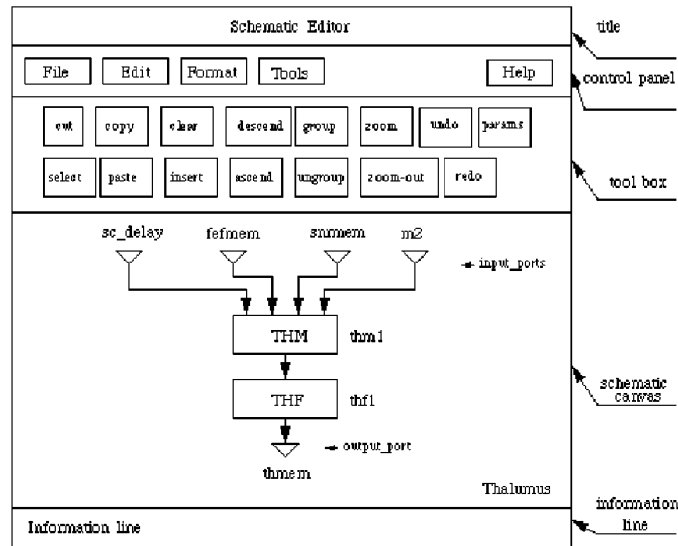 Schematic Editor
title
File Edit Format Tools Help
control panel
cut copy clear descend group zoom undo params
select paste insert ascend ungroup zoom-out redo
tool box
sc_delay fefmem snrmem m2
input_ports
THM thm1
THF thf1
schematic
canvas
output_port
thmem
Thalumus
information
line
Information line